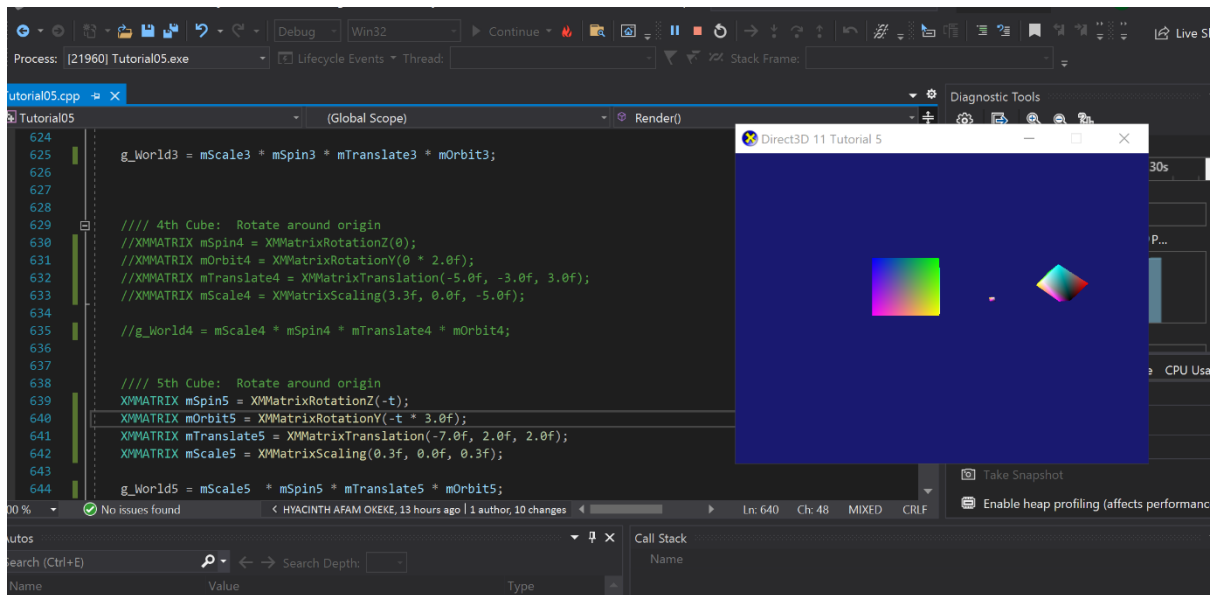 Debug Win32 Continue Live
Process: [21960] Tutorial05.exe Lifecycle Events Thread: Stack Frame:
Tutorial05.cpp
Diagnostic Tools
Tutorial05 (Global Scope) Render()
Direct3D 11 Tutorial 5
30s
624
625 g_World3 = mScale3 * mSpin3 * mTranslate3 * mOrbit3;
626
627
628
629 //// 4th Cube:  Rotate around origin
630 //XMMATRIX mSpin4 = XMMatrixRotationZ(0);
631 //XMMATRIX mOrbit4 = XMMatrixRotationY(0 * 2.0f);
632 //XMMATRIX mTranslate4 = XMMatrixTranslation(-5.0f, -3.0f, 3.0f);
633 //XMMATRIX mScale4 = XMMatrixScaling(3.3f, 0.0f, -5.0f);
634
635 //g_World4 = mScale4 * mSpin4 * mTranslate4 * mOrbit4;
636
637
638 //// 5th Cube:  Rotate around origin
639 XMMATRIX mSpin5 = XMMatrixRotationZ(-t);
640 XMMATRIX mOrbit5 = XMMatrixRotationY(-t * 3.0f);
641 XMMATRIX mTranslate5 = XMMatrixTranslation(-7.0f, 2.0f, 2.0f);
642 XMMATRIX mScale5 = XMMatrixScaling(0.3f, 0.0f, 0.3f);
643
644 g_World5 = mScale5  * mSpin5 * mTranslate5 * mOrbit5;
P...
CPU Usa
Take Snapshot
Enable heap profiling (affects performanc
00 % No issues found HYACINTH AFAM OKEKE, 13 hours ago | 1 author, 10 changes Ln: 640 Ch: 48 MIXED CRLF
Autos
Call Stack
Search (Ctrl+E) Search Depth:
Name Value Type
Name